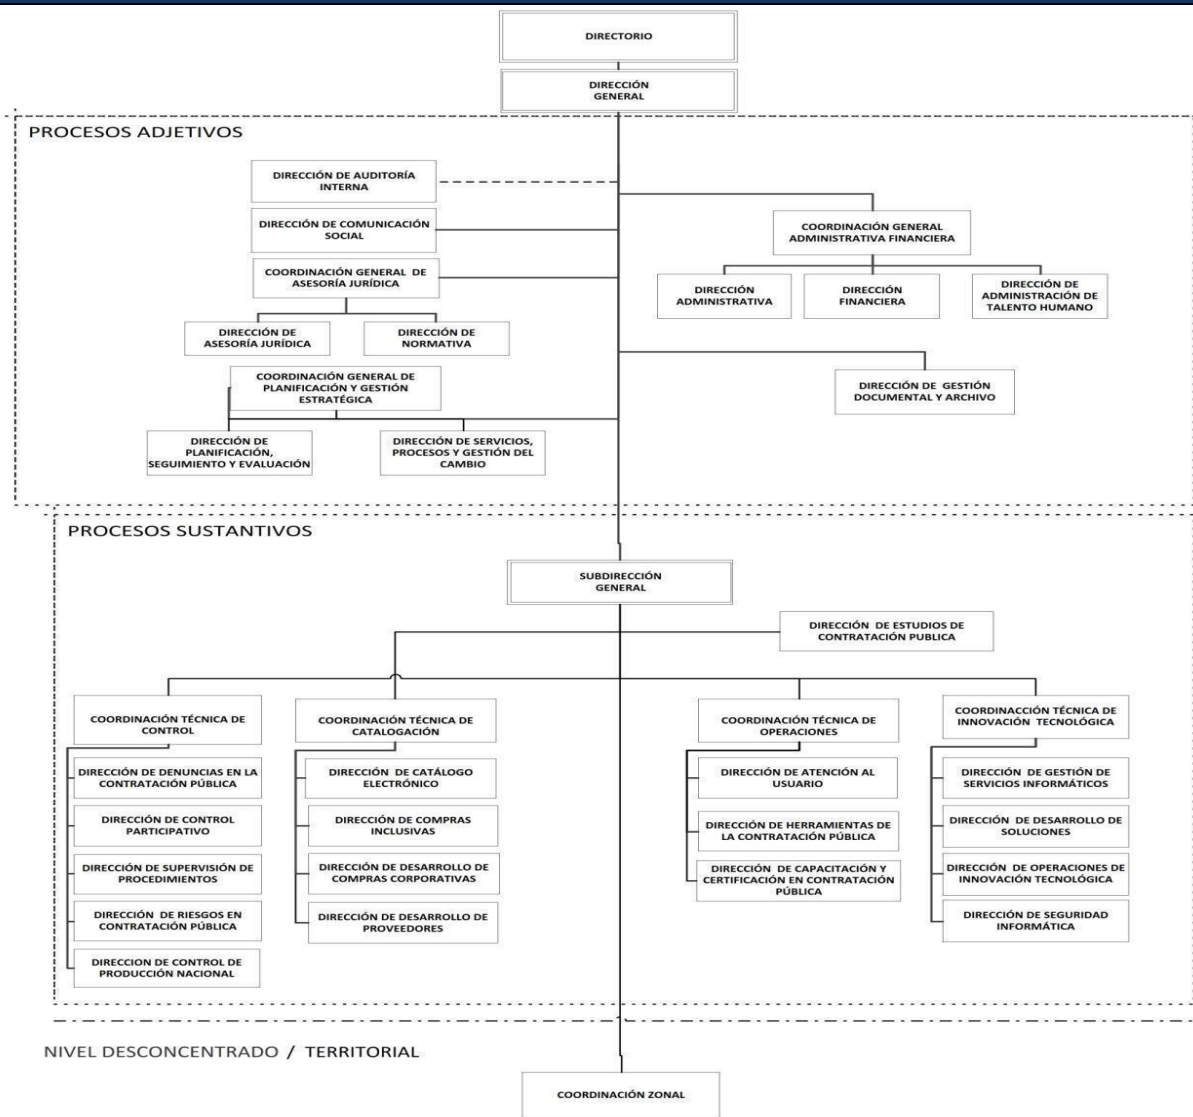 DIRECTORIO
DIRECCIÓN
GENERAL
PROCESOS ADJETIVOS
DIRECCIÓN DE AUDITORÍA
INTERNA
DIRECCIÓN DE COMUNICACIÓN
SOCIAL
COORDINACIÓN GENERAL DE
ASESORÍA JURÍDICA
DIRECCIÓN DE
ASESORÍA JURÍDICA
DIRECCIÓN DE
NORMATIVA
COORDINACIÓN GENERAL DE
PLANIFICACIÓN Y GESTIÓN
ESTRATÉGICA
DIRECCIÓN DE
PLANIFICACIÓN,
SEGUIMIENTO Y EVALUACIÓN
DIRECCIÓN DE SERVICIOS,
PROCESOS Y GESTIÓN DEL
CAMBIO
COORDINACIÓN GENERAL
ADMINISTRATIVA FINANCIERA
DIRECCIÓN
ADMINISTRATIVA
DIRECCIÓN
FINANCIERA
DIRECCIÓN DE
ADMINISTRACIÓN DE
TALENTO HUMANO
DIRECCIÓN DE GESTIÓN
DOCUMENTAL Y ARCHIVO
PROCESOS SUSTANTIVOS
SUBDIRECCIÓN
GENERAL
DIRECCIÓN DE ESTUDIOS DE
CONTRATACIÓN PUBLICA
COORDINACIÓN TÉCNICA DE
CONTROL
DIRECCIÓN DE DENUNCIAS EN LA
CONTRATACIÓN PÚBLICA
DIRECCIÓN DE CONTROL
PARTICIPATIVO
DIRECCIÓN DE SUPERVISIÓN DE
PROCEDIMIENTOS
DIRECCIÓN DE RIESGOS EN
CONTRATACIÓN PÚBLICA
DIRECCION DE CONTROL DE
PRODUCCIÓN NACIONAL
COORDINACIÓN TÉCNICA DE
CATALOGACIÓN
DIRECCIÓN DE CATÁLOGO
ELECTRÓNICO
DIRECCIÓN DE COMPRAS
INCLUSIVAS
DIRECCIÓN DE DESARROLLO DE
COMPRAS CORPORATIVAS
DIRECCIÓN DE DESARROLLO DE
PROVEEDORES
COORDINACIÓN TÉCNICA DE
OPERACIONES
DIRECCIÓN DE ATENCIÓN AL
USUARIO
DIRECCIÓN DE HERRAMIENTAS DE
LA CONTRATACIÓN PÚBLICA
DIRECCIÓN DE CAPACITACIÓN Y
CERTIFICACIÓN EN CONTRATACIÓN
PÚBLICA
COORDINACCIÓN TÉCNICA DE
INNOVACIÓN TECNOLÓGICA
DIRECCIÓN DE GESTIÓN DE
SERVICIOS INFORMÁTICOS
DIRECCIÓN DE DESARROLLO DE
SOLUCIONES
DIRECCIÓN DE OPERACIONES DE
INNOVACIÓN TECNOLÓGICA
DIRECCIÓN DE SEGURIDAD
INFORMÁTICA
NIVEL DESCONCENTRADO / TERRITORIAL
COORDINACIÓN ZONAL